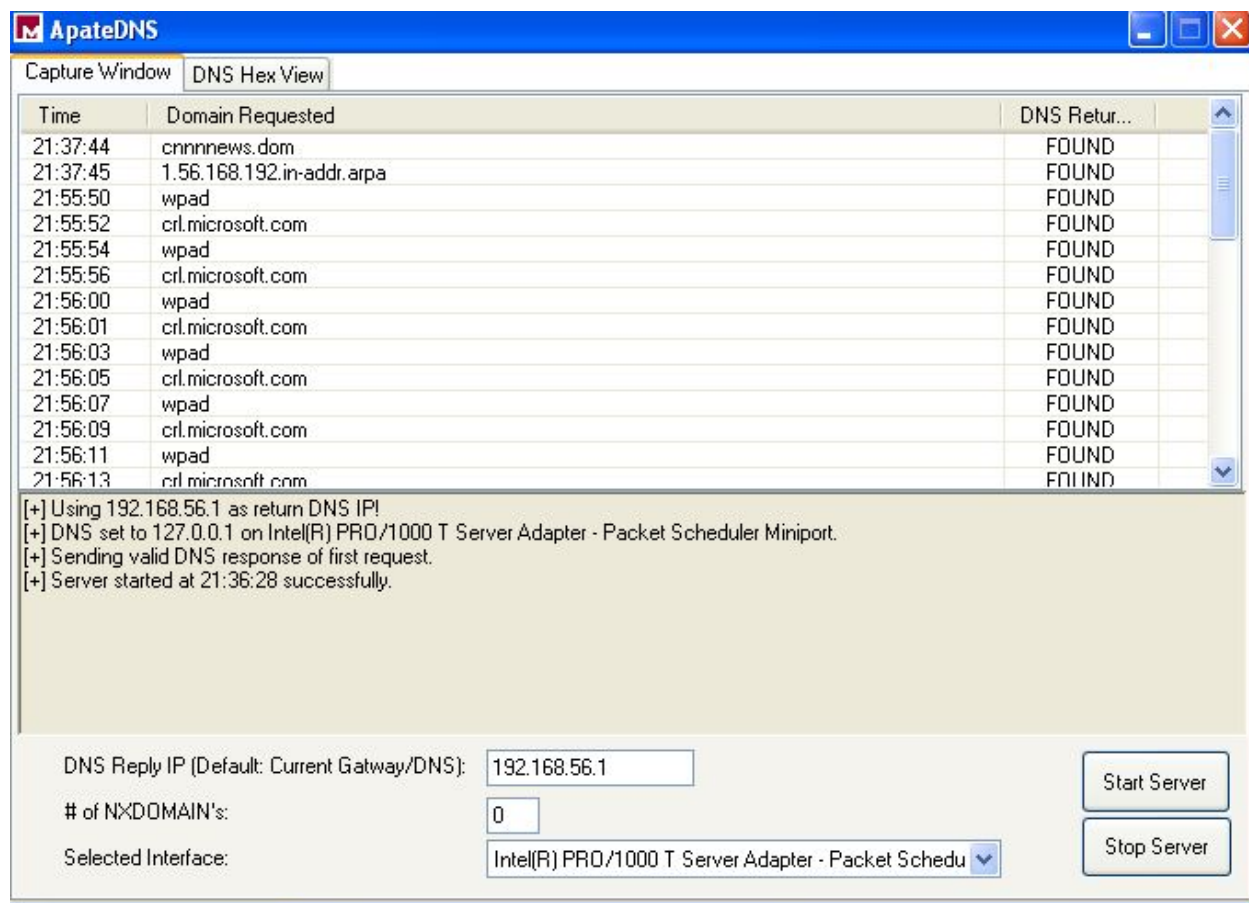 ApateDNS
Capture Window DNS Hex View
Time Domain Requested DNS Retur...
21:37:44 cnnnnews.dom FOUND
21:37:45 1.56.168.192.in-addr.arpa FOUND
21:55:50 wpad FOUND
21:55:52 crl.microsoft.com FOUND
21:55:54 wpad FOUND
21:55:56 crl.microsoft.com FOUND
21:56:00 wpad FOUND
21:56:01 crl.microsoft.com FOUND
21:56:03 wpad FOUND
21:56:05 crl.microsoft.com FOUND
21:56:07 wpad FOUND
21:56:09 crl.microsoft.com FOUND
21:56:11 wpad FOUND
21:56:13 crl.microsoft.com FOUND
[+] Using 192.168.56.1 as return DNS IP!
[+] DNS set to 127.0.0.1 on Intel(R) PRO/1000 T Server Adapter - Packet Scheduler Miniport.
[+] Sending valid DNS response of first request.
[+] Server started at 21:36:28 successfully.
DNS Reply IP (Default: Current Gatway/DNS): 192.168.56.1
Start Server
# of NXDOMAIN's: 0
Selected Interface: Intel(R) PRO/1000 T Server Adapter - Packet Schedu
Stop Server